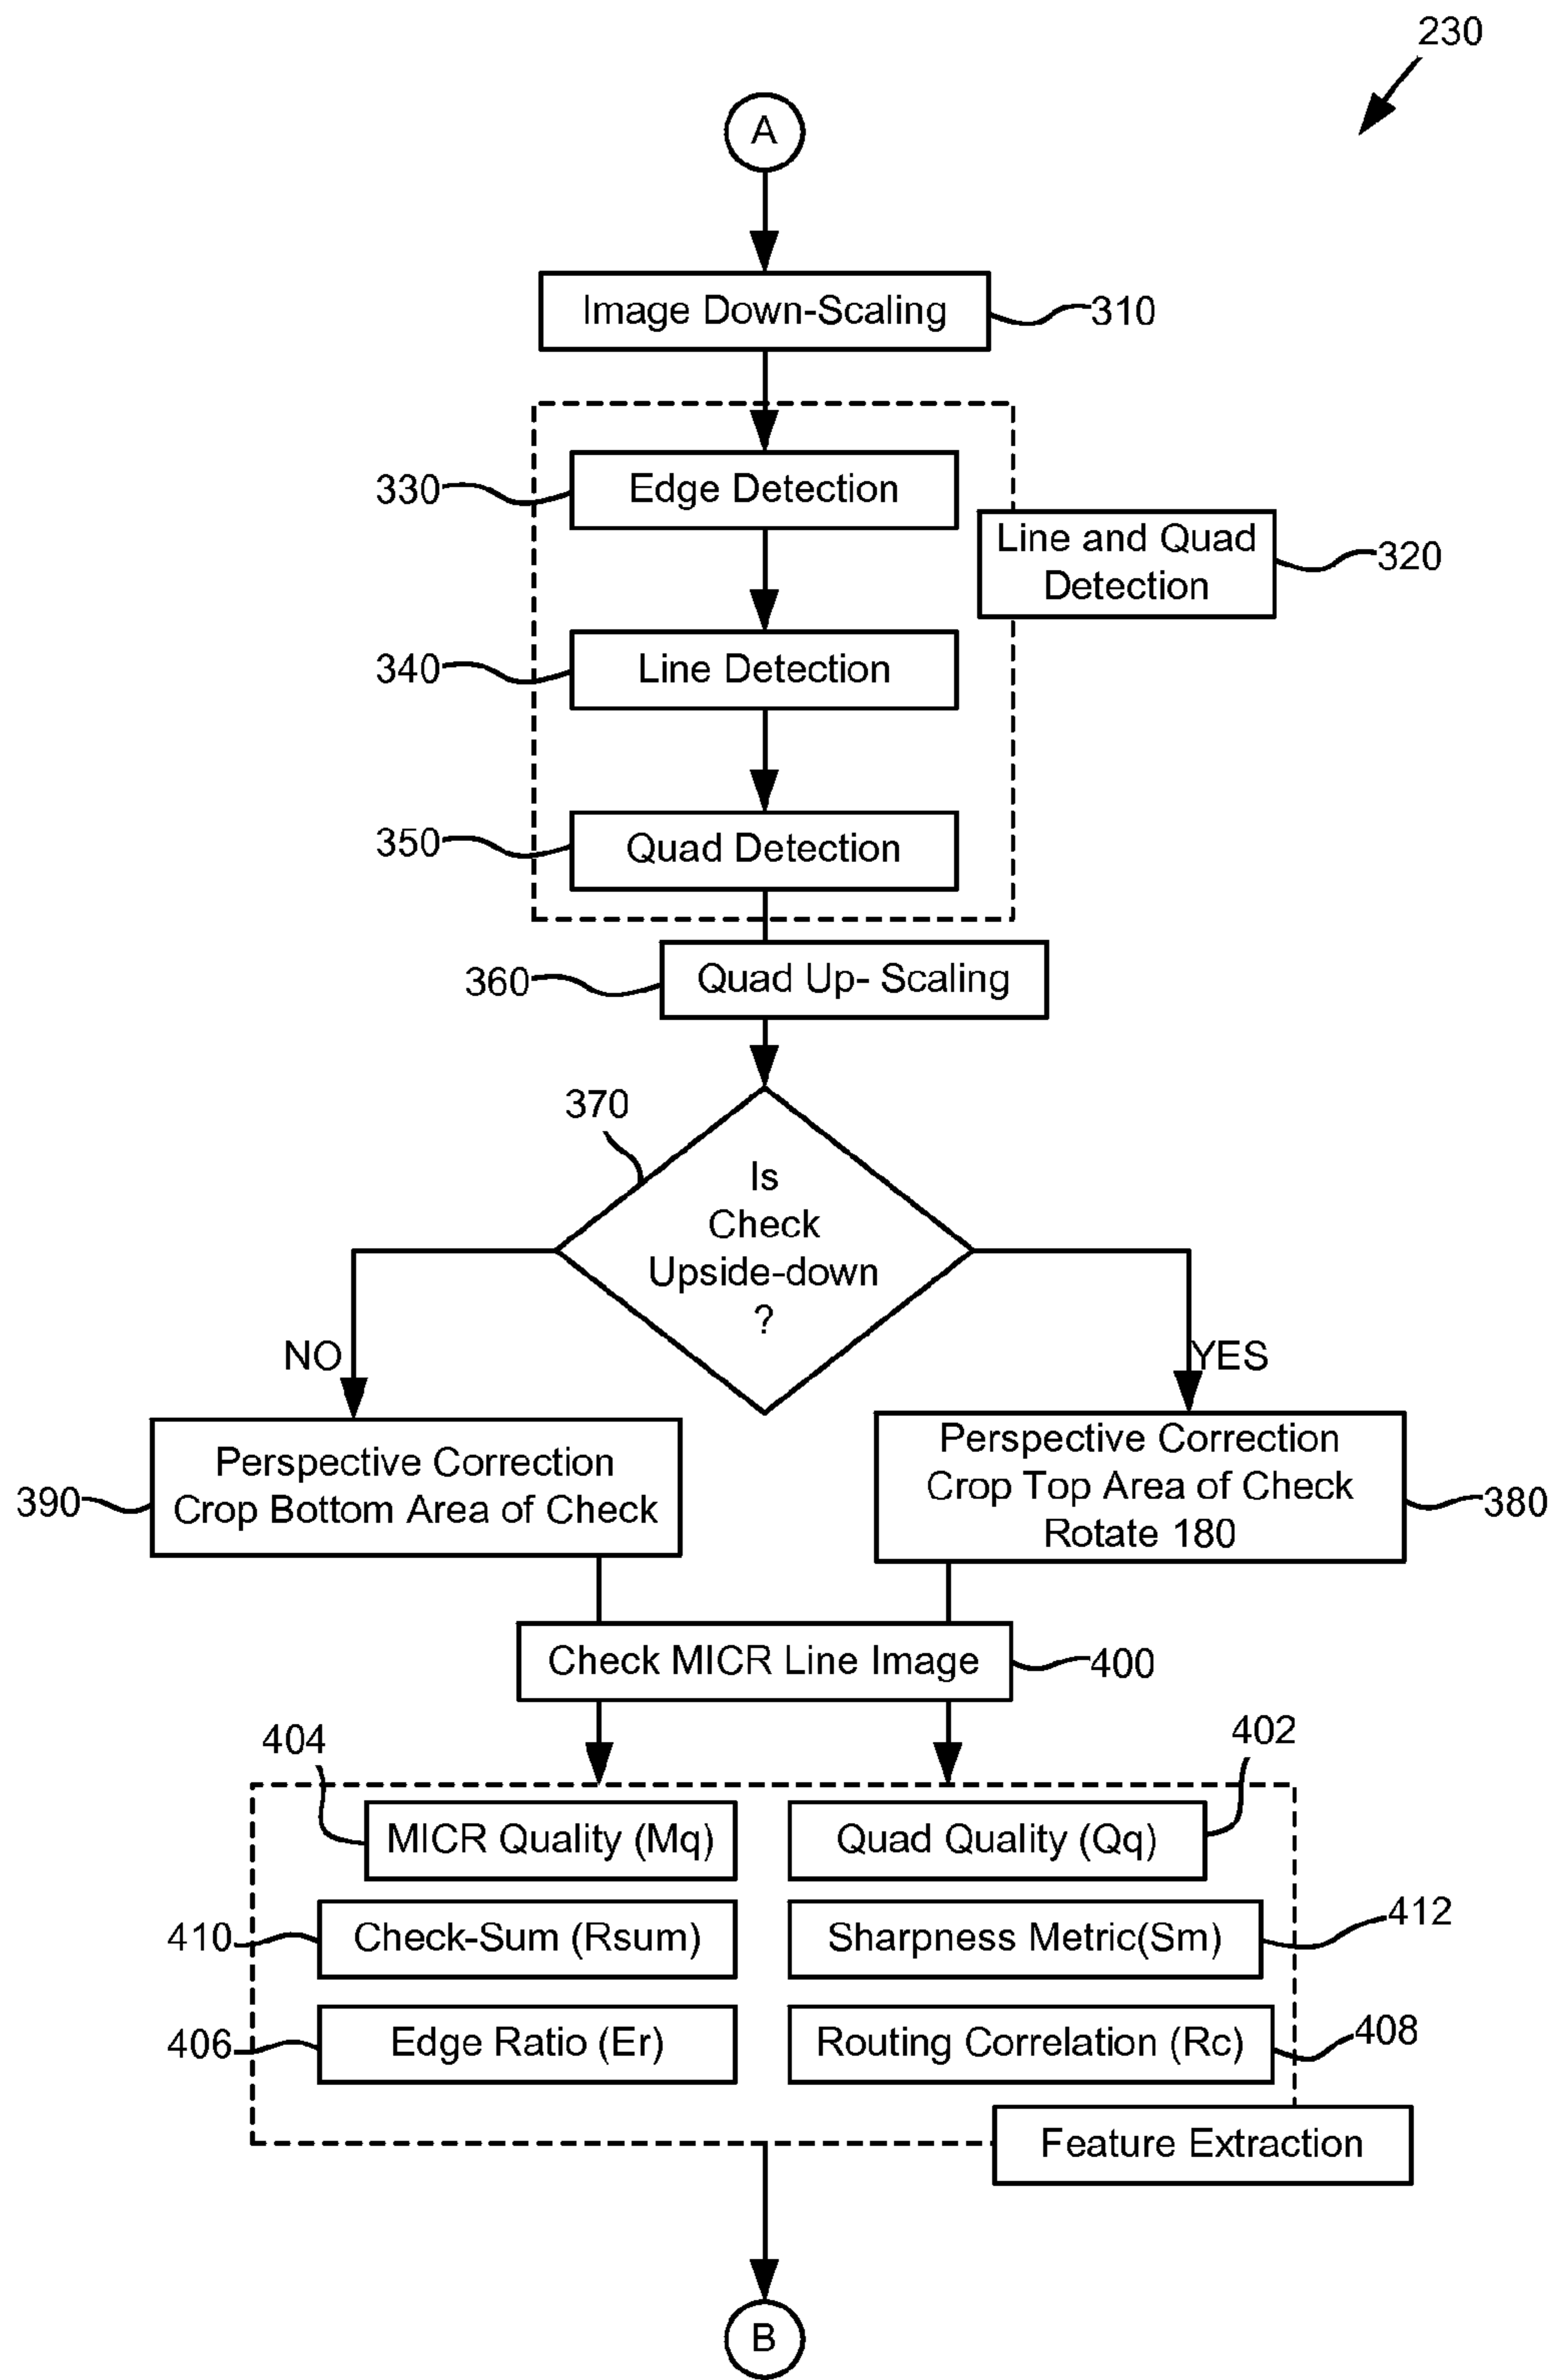 230
A
Image Down-Scaling
310
330
Edge Detection
Line and Quad
Detection
320
340
Line Detection
350
Quad Detection
360
Quad Up- Scaling
370
Is
Check
Upside-down
?
NO
YES
390
Perspective Correction
Crop Bottom Area of Check
Perspective Correction
Crop Top Area of Check
Rotate 180
380
Check MICR Line Image
400
404
402
MICR Quality (Mq)
Quad Quality (Qq)
410
Check-Sum (Rsum)
Sharpness Metric(Sm)
412
406
Edge Ratio (Er)
Routing Correlation (Rc)
408
Feature Extraction
B